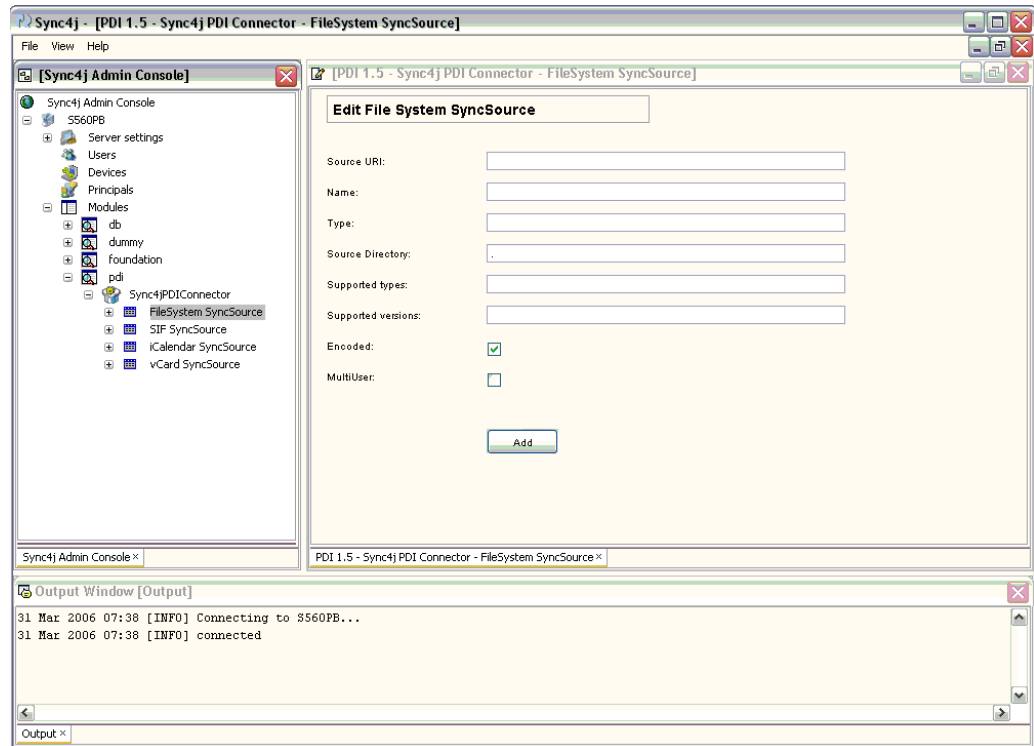 Sync4j - [PDI 1.5 - Sync4j PDI Connector - FileSystem SyncSource]
File View Help
[Sync4j Admin Console]
Sync4j Admin Console
S560PB
Server settings
Users
Devices
Principals
Modules
db
dummy
foundation
pdi
Sync4jPDIConnector
FileSystem SyncSource
SIF SyncSource
iCalendar SyncSource
vCard SyncSource
Sync4j Admin Console
[PDI 1.5 - Sync4j PDI Connector - FileSystem SyncSource]
Edit File System SyncSource
Source URI:
Name:
Type:
Source Directory: .
Supported types:
Supported versions:
Encoded:
MultiUser:
Add
PDI 1.5 - Sync4j PDI Connector - FileSystem SyncSource
Output Window [Output]
31 Mar 2006 07:38 [INFO] Connecting to S560PB...
31 Mar 2006 07:38 [INFO] connected
Output